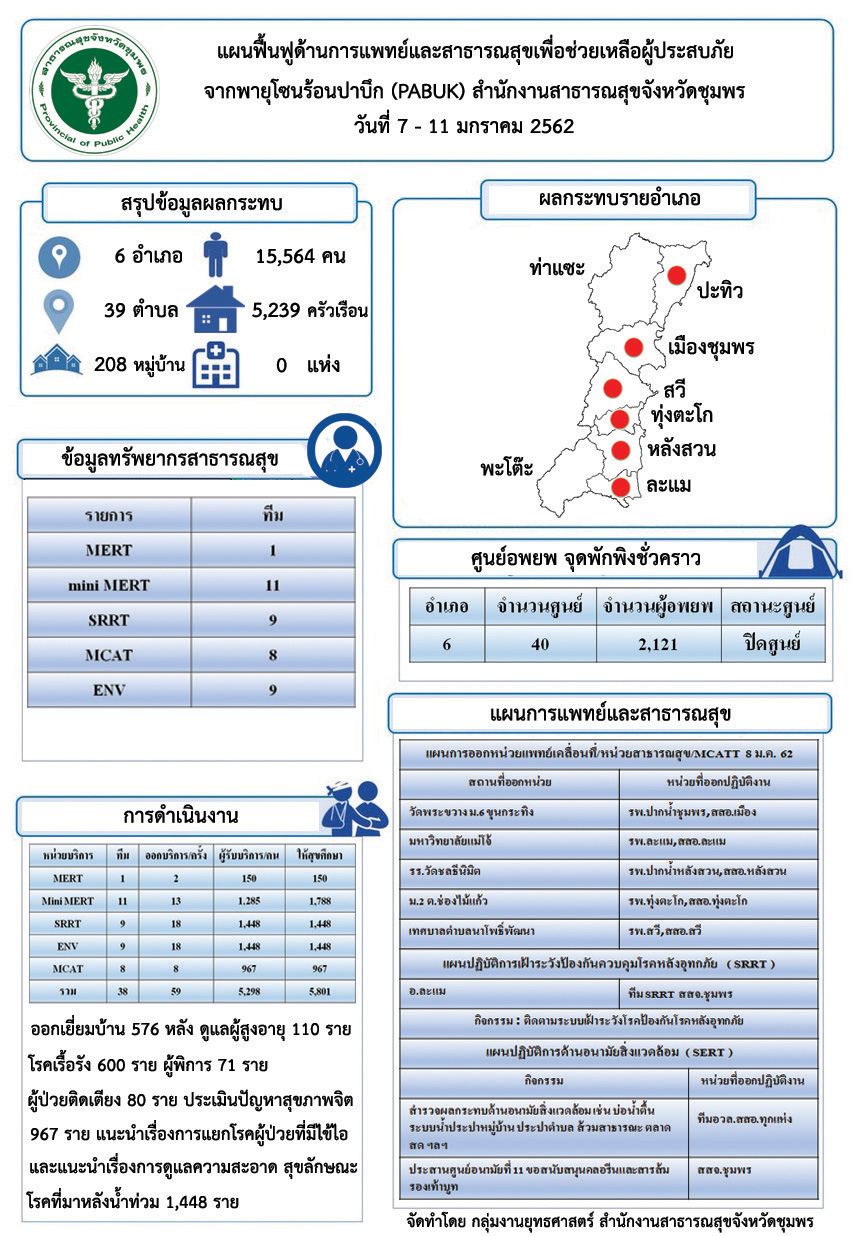 สาธารณสุขจังหวัดชุมพร
Provincial of Public Health
แผนฟื้นฟูด้านการแพทย์และสาธารณสุขเพื่อช่วยเหลือผู้ประสบภัย
จากพายุโซนร้อนปาบึก (PABUK) สำนักงานสาธารณสุขจังหวัดชุมพร
วันที่ 7 - 11 มกราคม 2562
สรุปข้อมูลผลกระทบ
6 อำเภอ 15,564 คน
39 ตำบล 5,239 ครัวเรือน
208 หมู่บ้าน 0 แห่ง
ผลกระทบรายอำเภอ
ท่าแซะ
ปะทิว
เมืองชุมพร
สวี
ทุ่งตะโก
หลังสวน
พะโต๊ะ
ละแม
ข้อมูลทรัพยากรสาธารณสุข
รายการ ทีม
MERT 1
mini MERT 11
SRRT 9
MCAT 8
ENV 9
ศูนย์อพยพ จุดพักพิงชั่วคราว
อำเภอ จำนวนศูนย์ จำนวนผู้อพยพ สถานะศูนย์
6 40 2,121 ปิดศูนย์
การดำเนินงาน
หน่วยบริการ ทีม ออกบริการ/ครั้ง ผู้รับบริการ/คน ให้สุขศึกษา
MERT 1 2 150 150
Mini MERT 11 13 1,285 1,788
SRRT 9 18 1,448 1,448
ENV 9 18 1,448 1,448
MCAT 8 8 967 967
รวม 38 59 5,298 5,801
ออกเยี่ยมบ้าน 576 หลัง ดูแลผู้สูงอายุ 110 ราย
โรคเรื้อรัง 600 ราย ผู้พิการ 71 ราย
ผู้ป่วยติดเตียง 80 ราย ประเมินปัญหาสุขภาพจิต
967 ราย แนะนำเรื่องการแยกโรคผู้ป่วยที่มีไข้ไอ
และแนะนำเรื่องการดูแลความสะอาด สุขลักษณะ
โรคที่มาหลังน้ำท่วม 1,448 ราย
แผนการแพทย์และสาธารณสุข
แผนการออกหน่วยแพทย์เคลื่อนที่/หน่วยสาธารณสุข/MCATT 8 ม.ค. 62
สถานที่ออกหน่วย หน่วยที่ออกปฏิบัติงาน
วัดพระขวาง ม.6 ขุนกระทิง รพ.ปากน้ำชุมพร,สสอ.เมือง
มหาวิทยาลัยแม่โจ้ รพ.ละแม,สสอ.ละแม
รร.วัดชลธีนิมิต รพ.ปากน้ำหลังสวน,สสอ.หลังสวน
ม.2 ต.ช่องไม้แก้ว รพ.ทุ่งตะโก,สสอ.ทุ่งตะโก
เทศบาลตำบลนาโพธิ์พัฒนา รพ.สวี,สสอ.สวี
แผนปฏิบัติการเฝ้าระวังป้องกันควบคุมโรคหลังอุทกภัย ( SRRT )
อ.ละแม ทีม SRRT สสจ.ชุมพร
กิจกรรม : ติดตามระบบเฝ้าระวังโรคป้องกันโรคหลังอุทกภัย
แผนปฏิบัติการด้านอนามัยสิ่งแวดล้อม ( SERT )
กิจกรรม หน่วยที่ออกปฏิบัติงาน
สำรวจผลกระทบด้านอนามัยสิ่งแวดล้อม เช่น บ่อน้ำตื้น
ระบบน้ำประปาหมู่บ้าน ประปาตำบล ส้วมสาธารณะ ตลาด
สด ฯลฯ
ทีมอวล.สสอ.ทุกแห่ง
ประสานศูนย์อนามัยที่ 11 ขอสนับสนุนคลอรีนและสารส้ม
รองเท้าบูท
สสจ.ชุมพร
จัดทำโดย กลุ่มงานยุทธศาสตร์ สำนักงานสาธารณสุขจังหวัดชุมพร